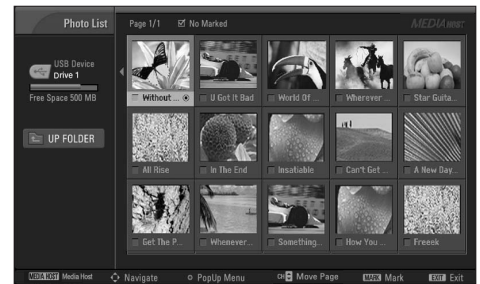 Photo List
Page 1/1 No Marked
MEDIAHOST
USB Device
Drive 1
Free Space 500 MB
UP FOLDER
Without ...
U Got It Bad
World Of ...
Wherever ...
Star Guita...
All Rise
In The End
Insatiable
Can't Get ...
A New Day...
Get The P...
Whenever...
Something...
How You ...
Freeek
MEDIA HOST Media Host
Navigate
PopUp Menu
CH Move Page
MARK Mark
EXIT Exit